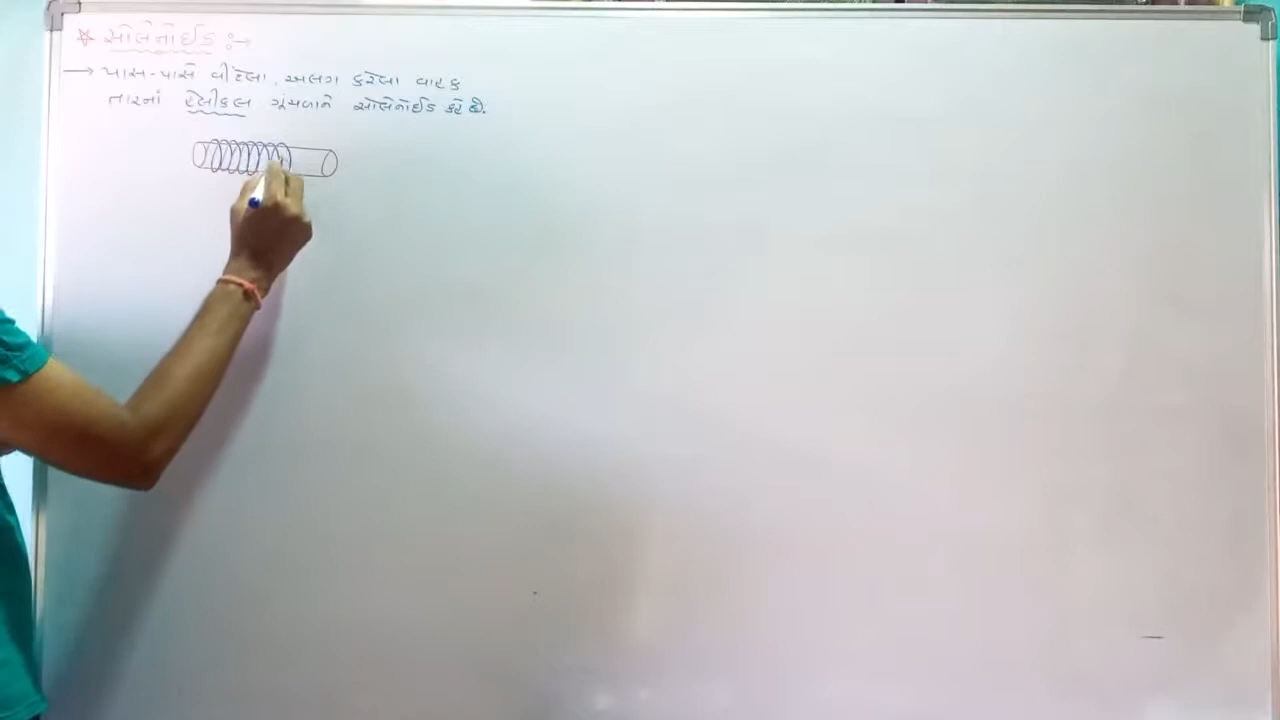 * સોલેનોઈડ :→
→ પાસ-પાસે વીંટેલા, અલગ કરેલા વાહક
તારનાં હેલીકલ ગૂંચળાને સોલેનોઈડ કહે છે.